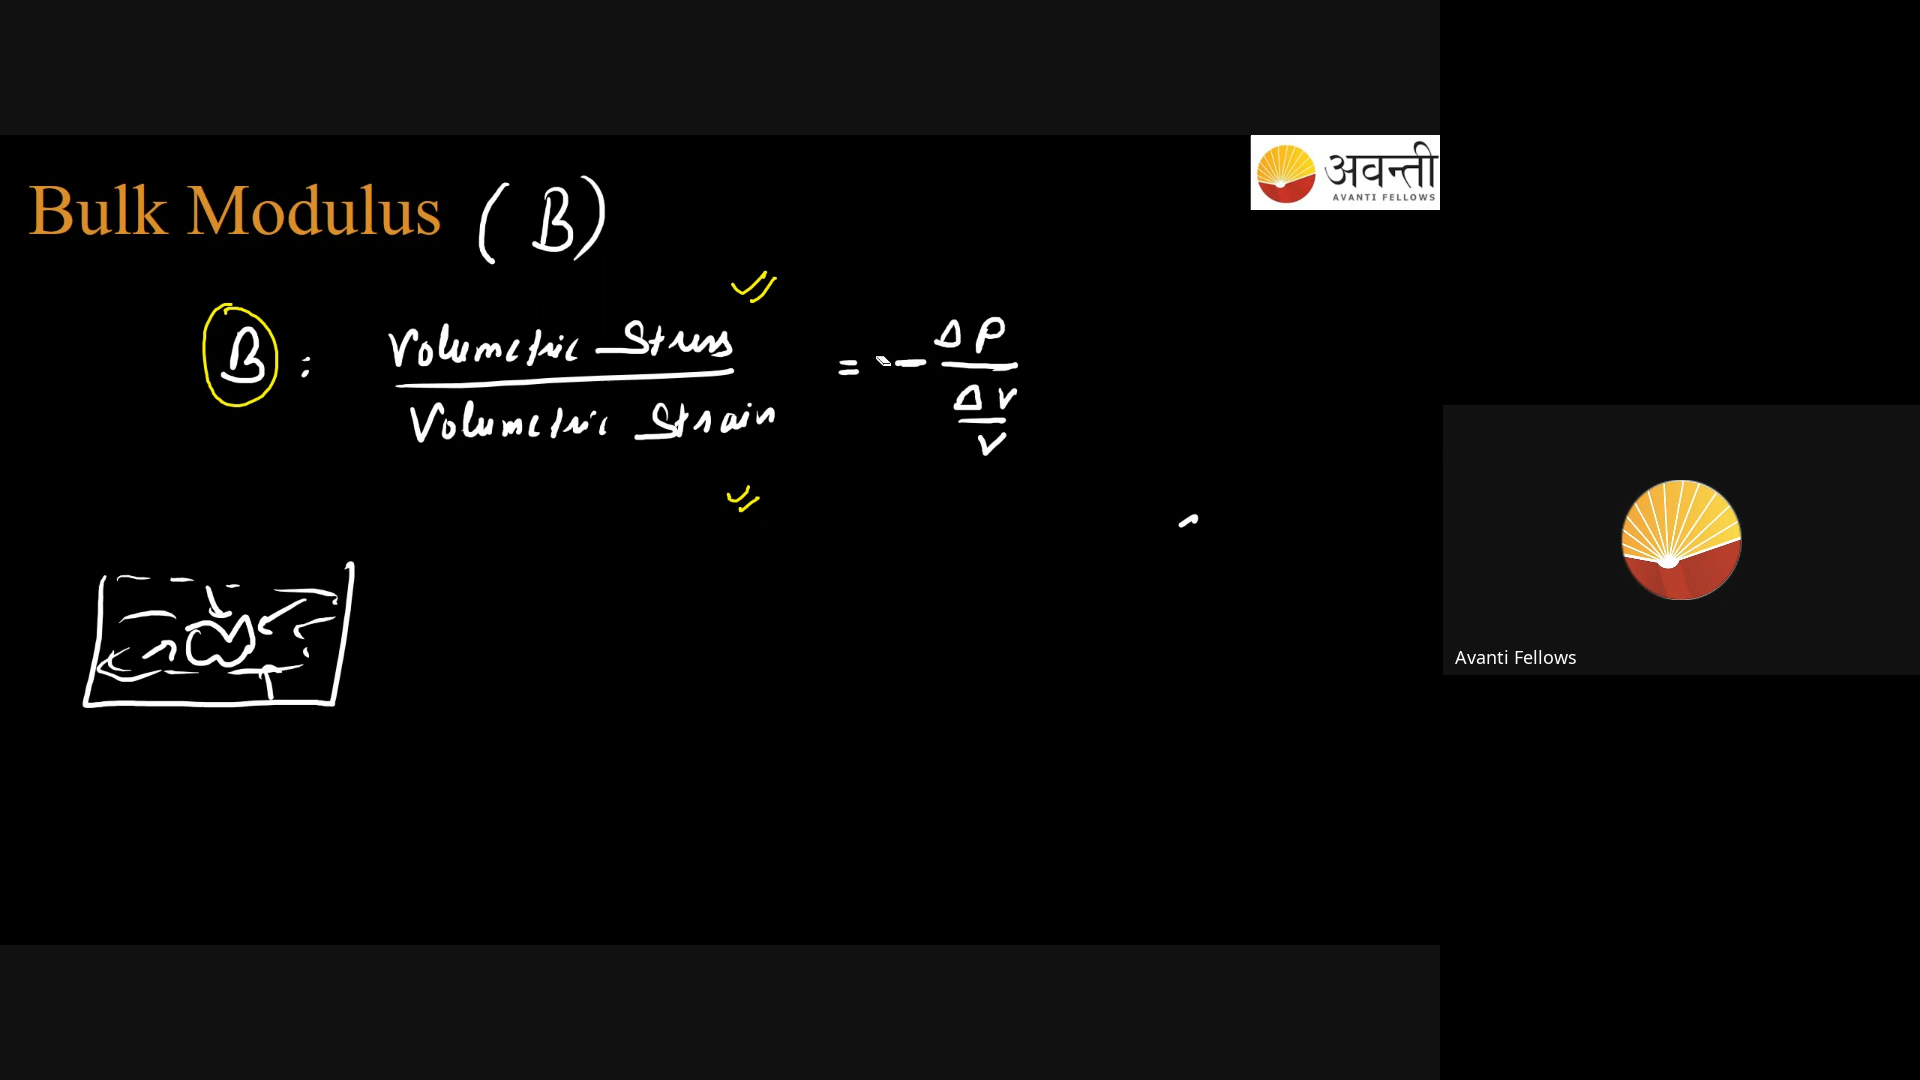 अवन्ती
AVANTI FELLOWS
Bulk Modulus (B)
B : Volumetric Stress / Volumetric Strain = - ΔP / (Δv / v)
Avanti Fellows